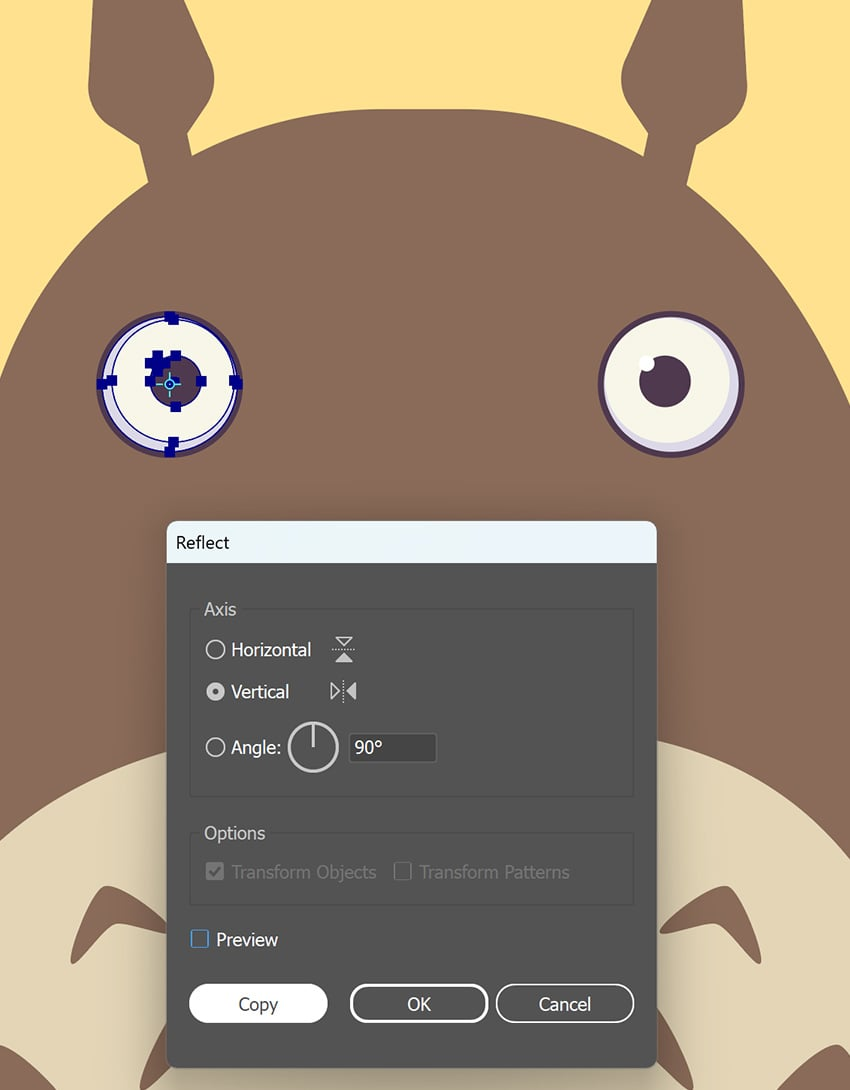 Reflect
Axis
Horizontal
Vertical
Angle: 90°
Options
Transform Objects Transform Patterns
Preview
Copy OK Cancel